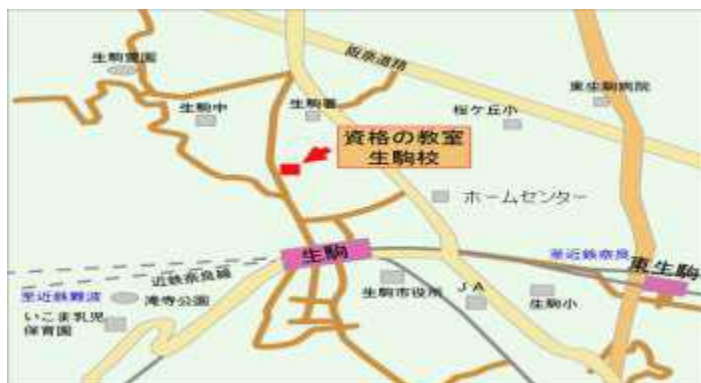 生駒霊園
阪奈道路
東生駒病院
生駒中
生駒署
桜ケ丘小
資格の教室
生駒校
ホームセンター
生駒
至近鉄奈良
東生駒
近鉄奈良線
至近鉄難波
滝寺公園
生駒市役所
JA
生駒小
いこま乳児
保育園